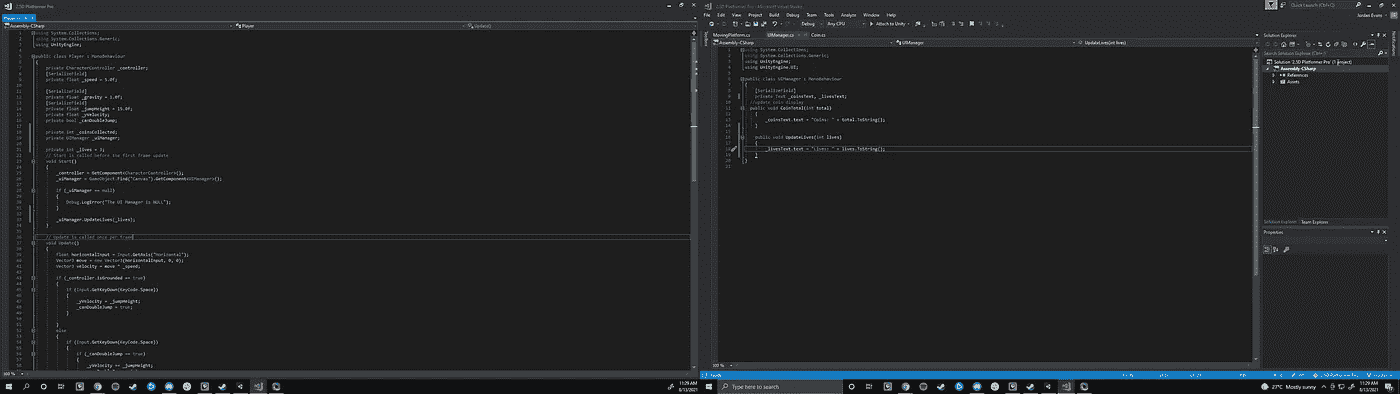 2.5D Platformer Pro
Assembly-CSharp
Player
Update()
using System.Collections;
using System.Collections.Generic;
using UnityEngine;
public class Player : MonoBehaviour
{
private CharacterController _controller;
[SerializeField]
private float _speed = 5.0f;
[SerializeField]
private float _gravity = 1.0f;
[SerializeField]
private float _jumpHeight = 15.0f;
private float _yVelocity;
private bool _canDoubleJump;
private int _coinsCollected;
private UIManager _uiManager;
private int _lives = 3;
// Start is called before the first frame update
void Start()
{
_controller = GetComponent<CharacterController>();
_uiManager = GameObject.Find("Canvas").GetComponent<UIManager>();
if (_uiManager == null)
{
Debug.LogError("The UI Manager is NULL");
}
_uiManager.UpdateLives(_lives);
}
// Update is called once per frame
void Update()
{
float horizontalInput = Input.GetAxis("Horizontal");
Vector3 move = new Vector3(horizontalInput, 0, 0);
Vector3 velocity = move * _speed;
if (_controller.isGrounded == true)
{
if (Input.GetKeyDown(KeyCode.Space))
{
_yVelocity = _jumpHeight;
_canDoubleJump = true;
}
}
else
{
if (Input.GetKeyDown(KeyCode.Space))
{
if (_canDoubleJump == true)
{
_yVelocity += _jumpHeight;
100 %
11:29 AM
8/13/2021
2.5D Platformer Pro - Microsoft Visual Studio
Quick Launch (Ctrl+Q)
File Edit View Project Build Debug Team Tools Test Analyze Window Help
Jordan Evans
Debug Any CPU Attach to Unity
MovingPlatform.cs UIManager.cs Coin.cs
Assembly-CSharp UIManager UpdateLives(int lives)
using System.Collections;
using System.Collections.Generic;
using UnityEngine;
using UnityEngine.UI;
public class UIManager : MonoBehaviour
{
[SerializeField]
private Text _coinsText, _livesText;
//update coin display
public void CoinTotal(int total)
{
_coinsText.text = "Coins: " + total.ToString();
}
public void UpdateLives(int lives)
{
_livesText.text = "Lives: " + lives.ToString();
}
}
Solution Explorer
Search Solution Explorer (Ctrl+;)
Solution '2.5D Platformer Pro' (1 project)
Assembly-CSharp
References
Assets
Solution Explorer Team Explorer
Properties
100 %
Type here to search
27°C Mostly sunny
11:29 AM
8/13/2021